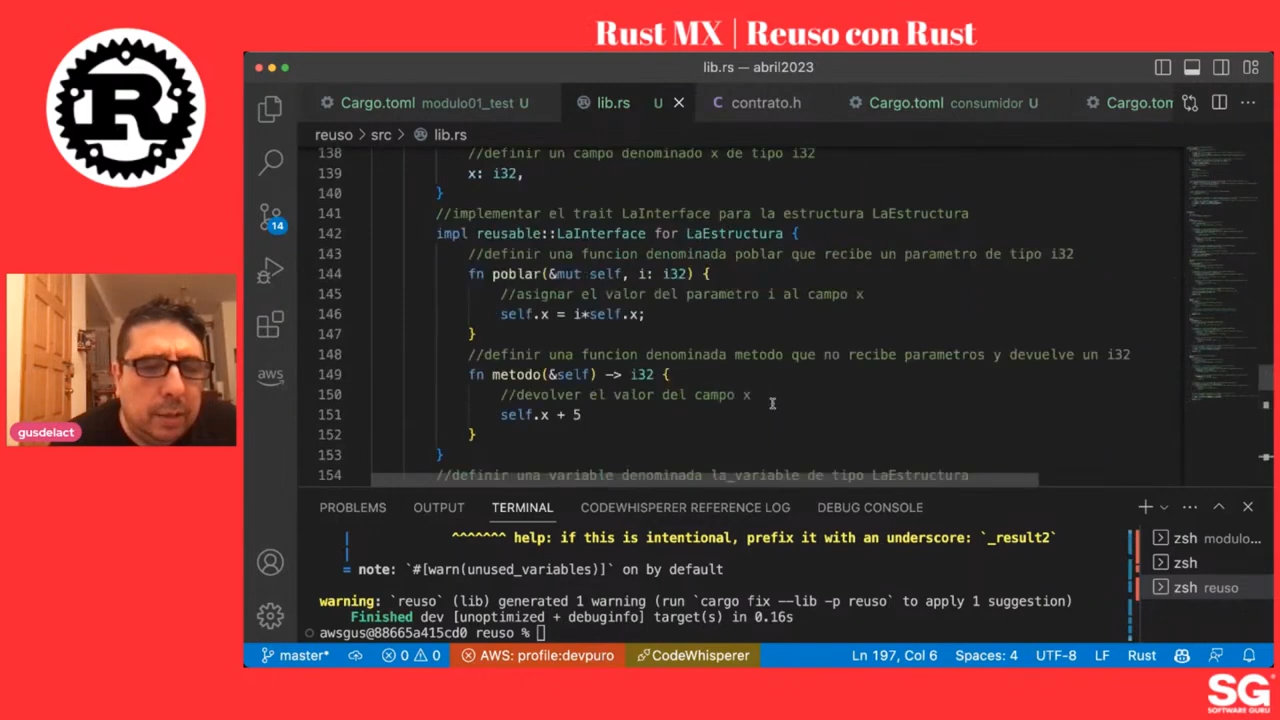 Rust MX | Reuso con Rust
R
lib.rs — abril2023
Cargo.toml modulo01_test U
lib.rs U
C contrato.h
Cargo.toml consumidor U
Cargo.tom
reuso > src > lib.rs
138 //definir un campo denominado x de tipo i32
139 x: i32,
140 }
141 //implementar el trait LaInterface para la estructura LaEstructura
142 impl reusable::LaInterface for LaEstructura {
143 //definir una funcion denominada poblar que recibe un parametro de tipo i32
144 fn poblar(&mut self, i: i32) {
145 //asignar el valor del parametro i al campo x
146 self.x = i*self.x;
147 }
148 //definir una funcion denominada metodo que no recibe parametros y devuelve un i32
149 fn metodo(&self) -> i32 {
150 //devolver el valor del campo x
151 self.x + 5
152 }
153 }
154 //definir una variable denominada la_variable de tipo LaEstructura
14
aws
gusdelact
PROBLEMS OUTPUT TERMINAL CODEWHISPERER REFERENCE LOG DEBUG CONSOLE
| ^^^^^^^ help: if this is intentional, prefix it with an underscore: `_result2`
|
= note: `#[warn(unused_variables)]` on by default
warning: `reuso` (lib) generated 1 warning (run `cargo fix --lib -p reuso` to apply 1 suggestion)
Finished dev [unoptimized + debuginfo] target(s) in 0.16s
awsgus@88665a415cd0 reuso %
zsh modulo...
zsh
zsh reuso
master* 0 0 AWS: profile:devpuro CodeWhisperer Ln 197, Col 6 Spaces: 4 UTF-8 LF Rust
SG
SOFTWARE GURU